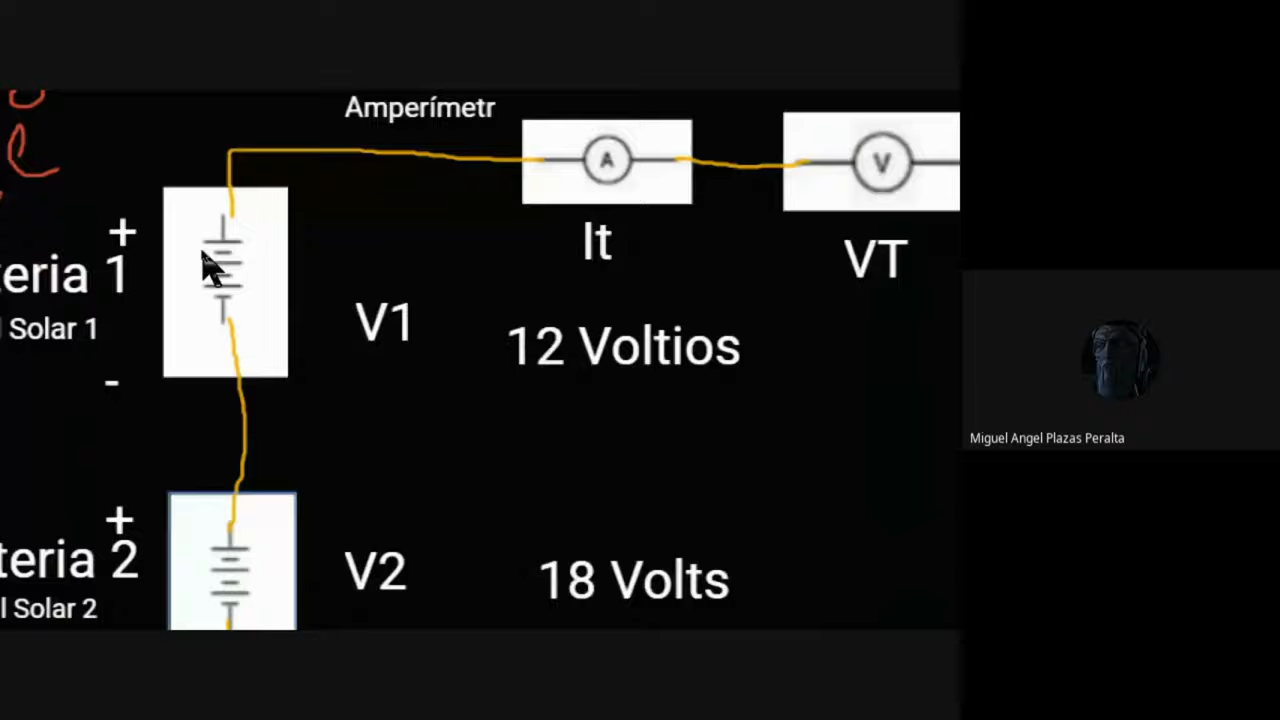 Amperímetr
A
V
It
VT
+
teria 1
l Solar 1
-
V1
12 Voltios
+
teria 2
l Solar 2
V2
18 Volts
Miguel Angel Plazas Peralta